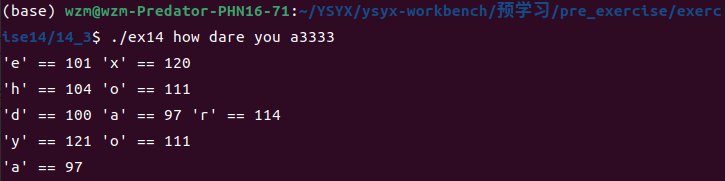 (base) wzm@wzm-Predator-PHN16-71:~/YSYX/ysyx-workbench/预学习/pre_exercise/exerc
ise14/14_3$ ./ex14 how dare you a3333
'e' == 101 'x' == 120
'h' == 104 'o' == 111
'd' == 100 'a' == 97 'r' == 114
'y' == 121 'o' == 111
'a' == 97